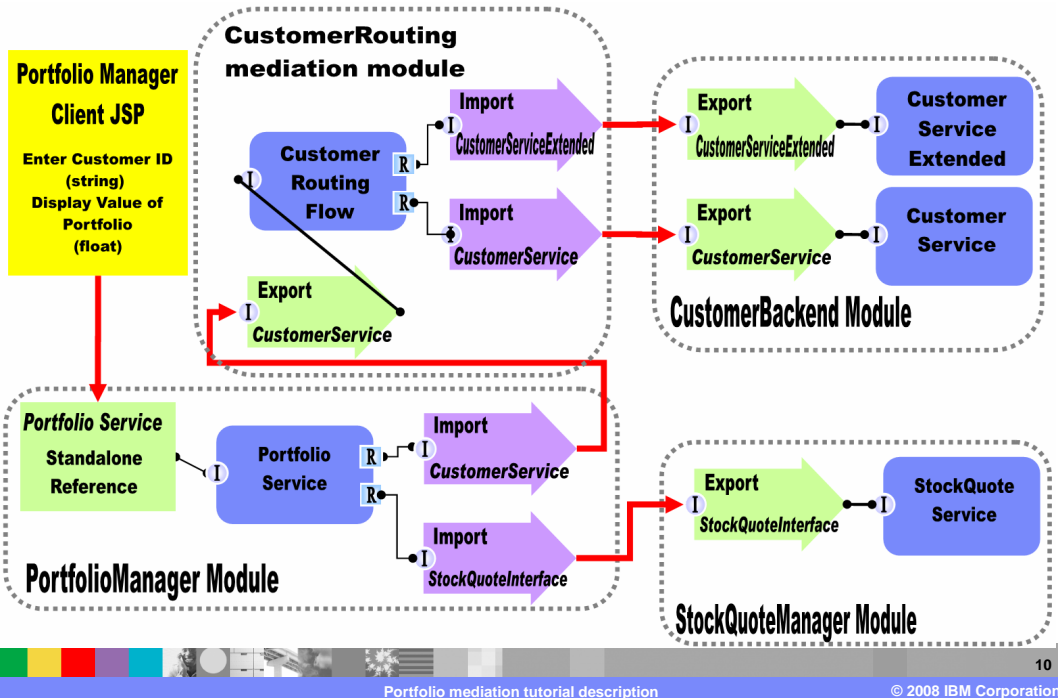 CustomerRouting
mediation module
Portfolio Manager
Client JSP
Enter Customer ID
(string)
Display Value of
Portfolio
(float)
Import
I
CustomerServiceExtended
Customer
Routing
Flow
I
R
R
Import
I
CustomerService
Export
I
CustomerService
Export
I
CustomerServiceExtended
I
Customer
Service
Extended
Export
I
CustomerService
I
Customer
Service
CustomerBackend Module
Portfolio Service
Standalone
Reference
I
Portfolio
Service
R
R
Import
I
CustomerService
Import
I
StockQuoteInterface
PortfolioManager Module
Export
I
StockQuoteInterface
I
StockQuote
Service
StockQuoteManager Module
10
Portfolio mediation tutorial description
© 2008 IBM Corporation